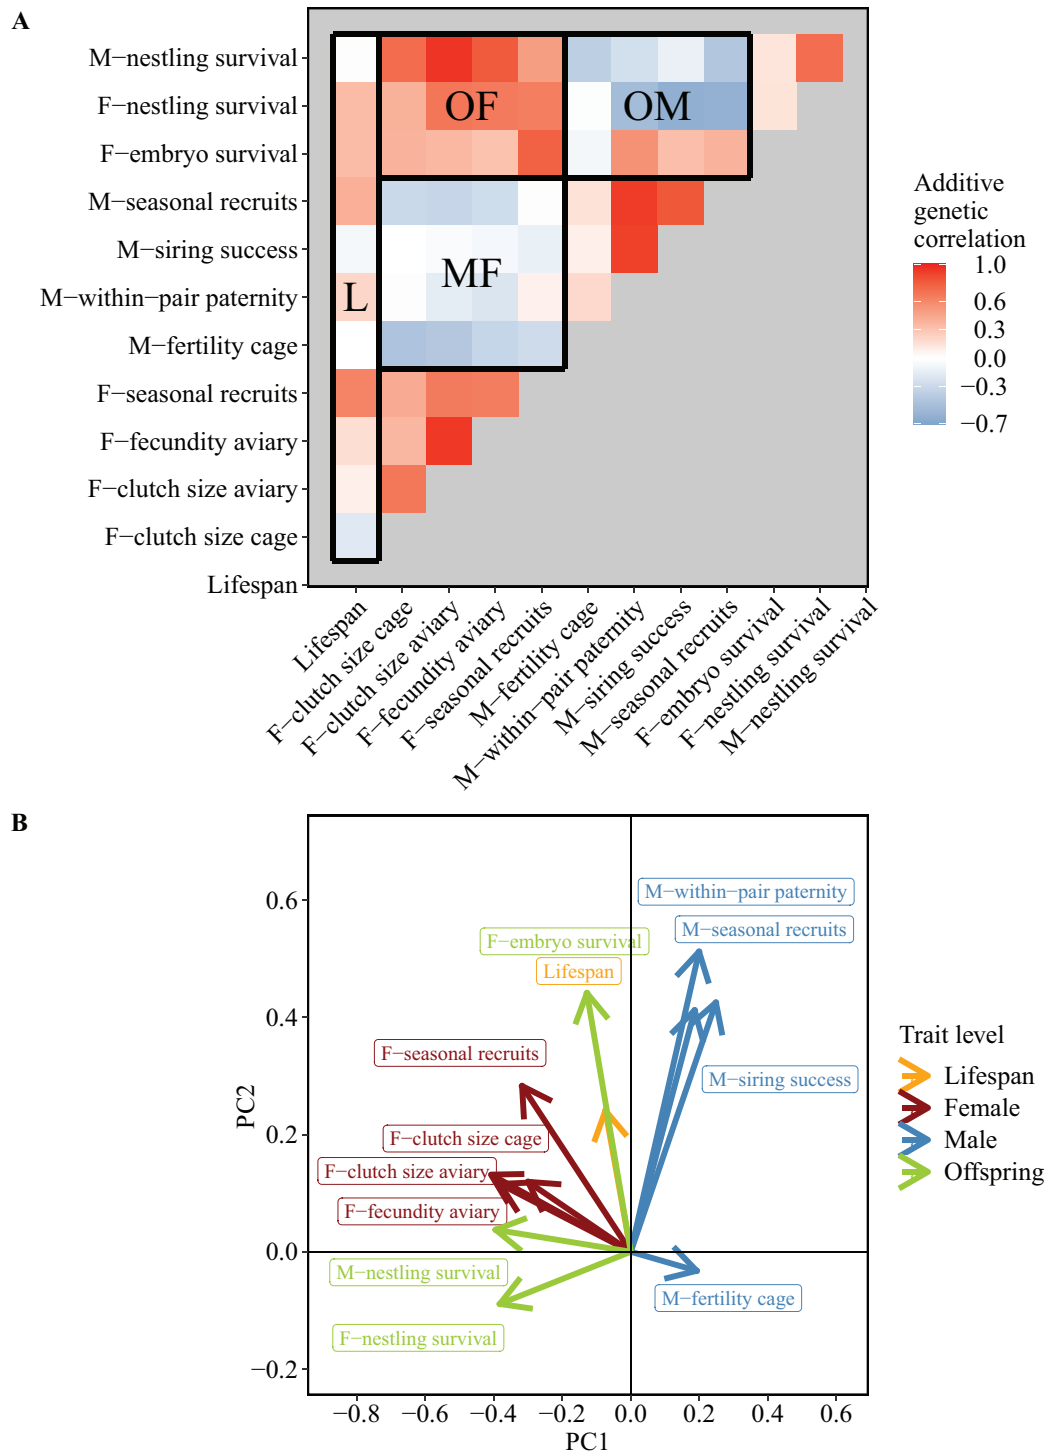 A
M−nestling survival
F−nestling survival
F−embryo survival
M−seasonal recruits
M−siring success
M−within−pair paternity
M−fertility cage
F−seasonal recruits
F−fecundity aviary
F−clutch size aviary
F−clutch size cage
Lifespan
OF
OM
MF
L
Lifespan
F−clutch size cage
F−clutch size aviary
F−fecundity aviary
F−seasonal recruits
M−fertility cage
M−within−pair paternity
M−siring success
M−seasonal recruits
F−embryo survival
F−nestling survival
M−nestling survival
Additive
genetic
correlation
1.0
0.6
0.3
0.0
−0.3
−0.7
B
PC2
0.6
0.4
0.2
0.0
−0.2
M−within−pair paternity
M−seasonal recruits
F−embryo survival
Lifespan
F−seasonal recruits
M−siring success
F−clutch size cage
F−clutch size aviary
F−fecundity aviary
M−nestling survival
M−fertility cage
F−nestling survival
−0.8 −0.6 −0.4 −0.2 0.0 0.2 0.4 0.6
PC1
Trait level
Lifespan
Female
Male
Offspring